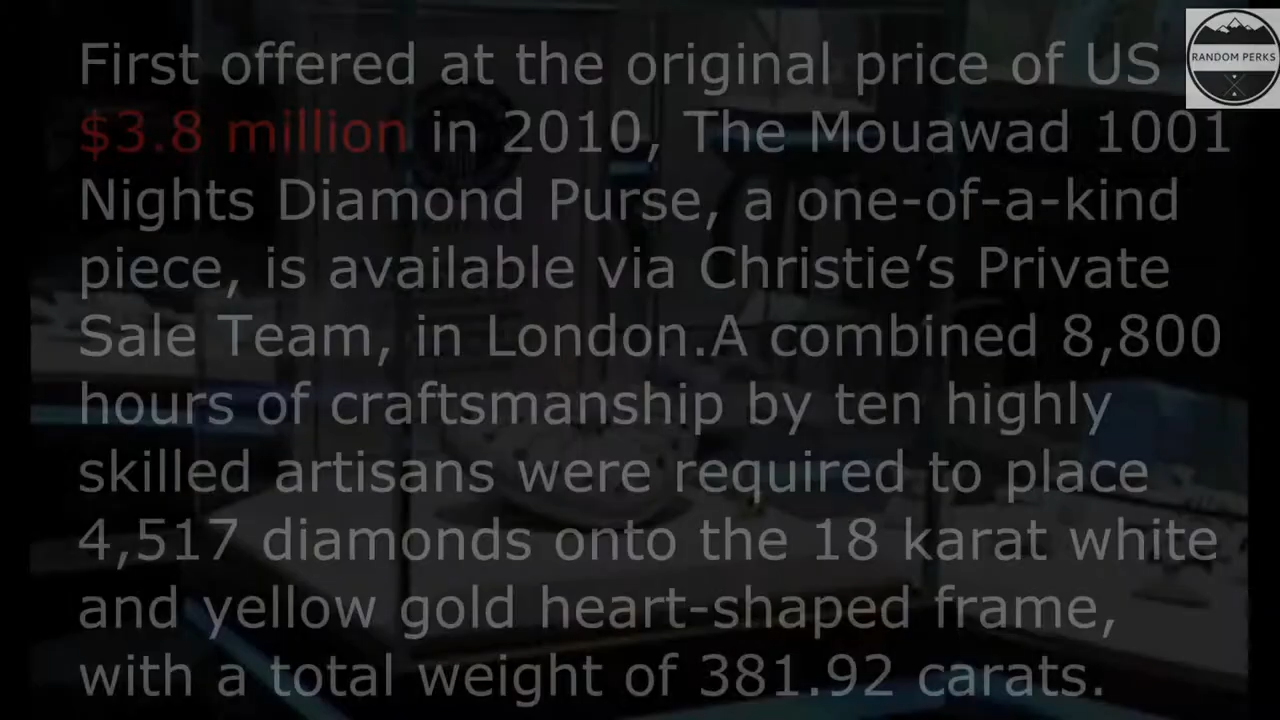 First offered at the original price of US
$3.8 million in 2010, The Mouawad 1001
Nights Diamond Purse, a one-of-a-kind
piece, is available via Christie’s Private
Sale Team, in London.A combined 8,800
hours of craftsmanship by ten highly
skilled artisans were required to place
4,517 diamonds onto the 18 karat white
and yellow gold heart-shaped frame,
with a total weight of 381.92 carats.
RANDOM PERKS